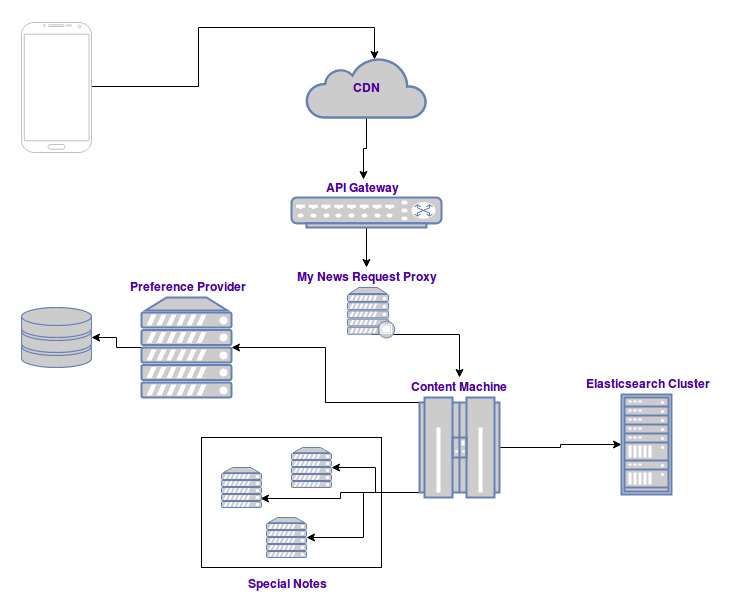 CDN
API Gateway
My News Request Proxy
Preference Provider
Content Machine
Elasticsearch Cluster
Special Notes